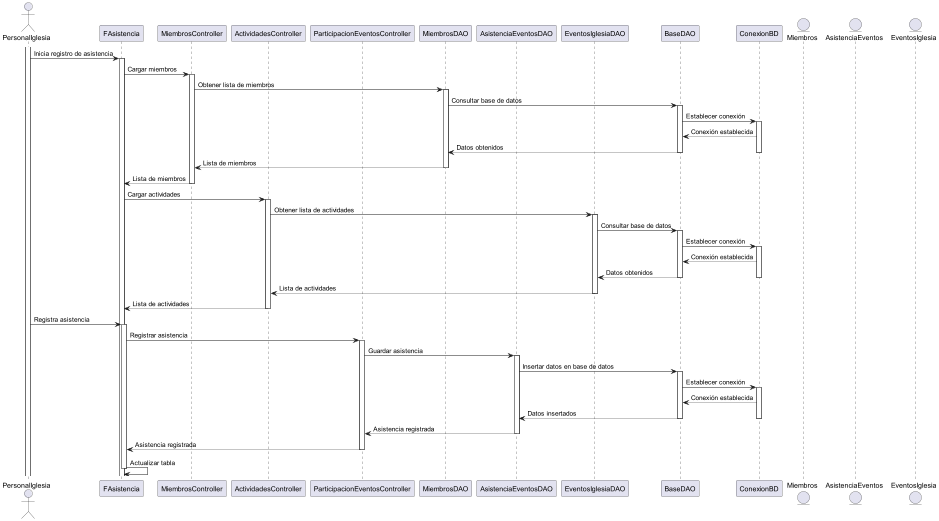 PersonalIglesia
FAsistencia
MiembrosController
ActividadesController
ParticipacionEventosController
MiembrosDAO
AsistenciaEventosDAO
EventosIglesiaDAO
BaseDAO
ConexionBD
Miembros
AsistenciaEventos
EventosIglesia
Inicia registro de asistencia
Cargar miembros
Obtener lista de miembros
Consultar base de datos
Establecer conexión
Conexión establecida
Datos obtenidos
Lista de miembros
Lista de miembros
Cargar actividades
Obtener lista de actividades
Consultar base de datos
Establecer conexión
Conexión establecida
Datos obtenidos
Lista de actividades
Lista de actividades
Registra asistencia
Registrar asistencia
Guardar asistencia
Insertar datos en base de datos
Establecer conexión
Conexión establecida
Datos insertados
Asistencia registrada
Asistencia registrada
Actualizar tabla
PersonalIglesia
FAsistencia
MiembrosController
ActividadesController
ParticipacionEventosController
MiembrosDAO
AsistenciaEventosDAO
EventosIglesiaDAO
BaseDAO
ConexionBD
Miembros
AsistenciaEventos
EventosIglesia